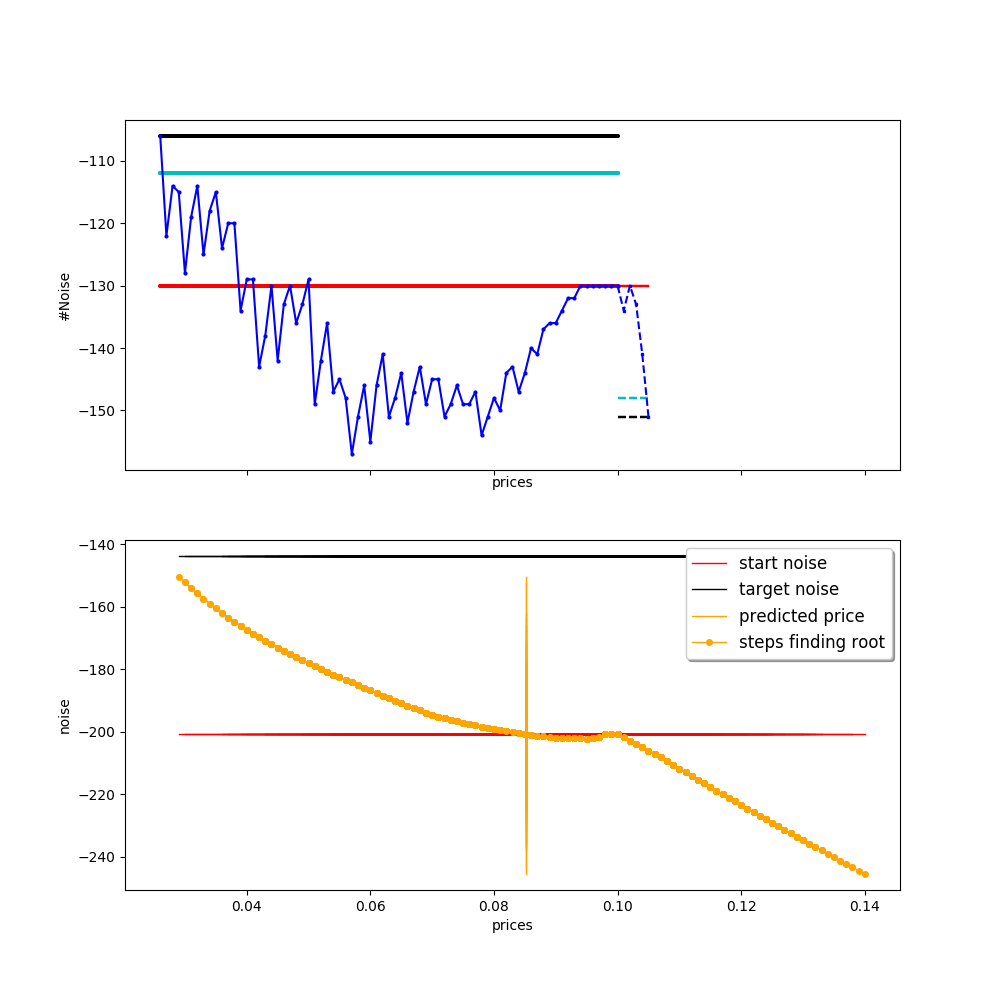 −110
−120
−130
−140
−150
#Noise
prices
−140
−160
−180
−200
−220
−240
noise
start noise
target noise
predicted price
steps finding root
0.04 0.06 0.08 0.10 0.12 0.14
prices